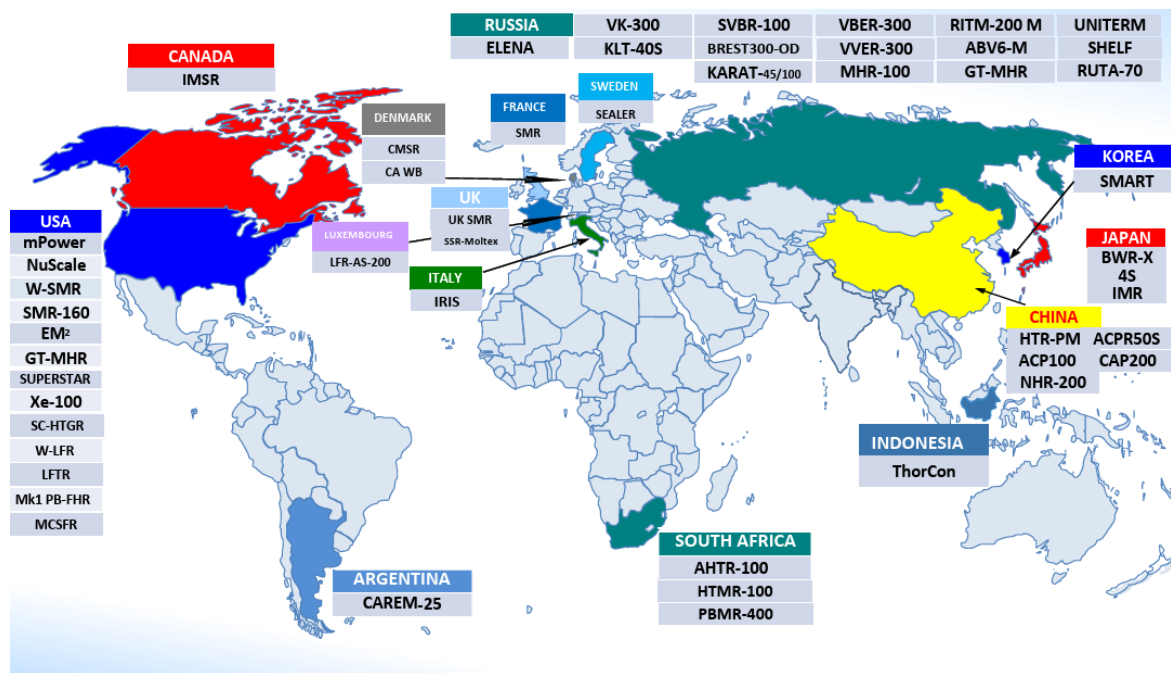 RUSSIA
ELENA
VK-300
KLT-40S
SVBR-100
BREST300-OD
KARAT-45/100
VBER-300
VVER-300
MHR-100
RITM-200 M
ABV6-M
GT-MHR
UNITERM
SHELF
RUTA-70
CANADA
IMSR
DENMARK
CMSR
CA WB
FRANCE
SMR
SWEDEN
SEALER
UK
UK SMR
SSR-Moltex
LUXEMBOURG
LFR-AS-200
ITALY
IRIS
KOREA
SMART
JAPAN
BWR-X
4S
IMR
CHINA
HTR-PM ACPR50S
ACP100 CAP200
NHR-200
USA
mPower
NuScale
W-SMR
SMR-160
EM²
GT-MHR
SUPERSTAR
Xe-100
SC-HTGR
W-LFR
LFTR
Mk1 PB-FHR
MCSFR
INDONESIA
ThorCon
ARGENTINA
CAREM-25
SOUTH AFRICA
AHTR-100
HTMR-100
PBMR-400